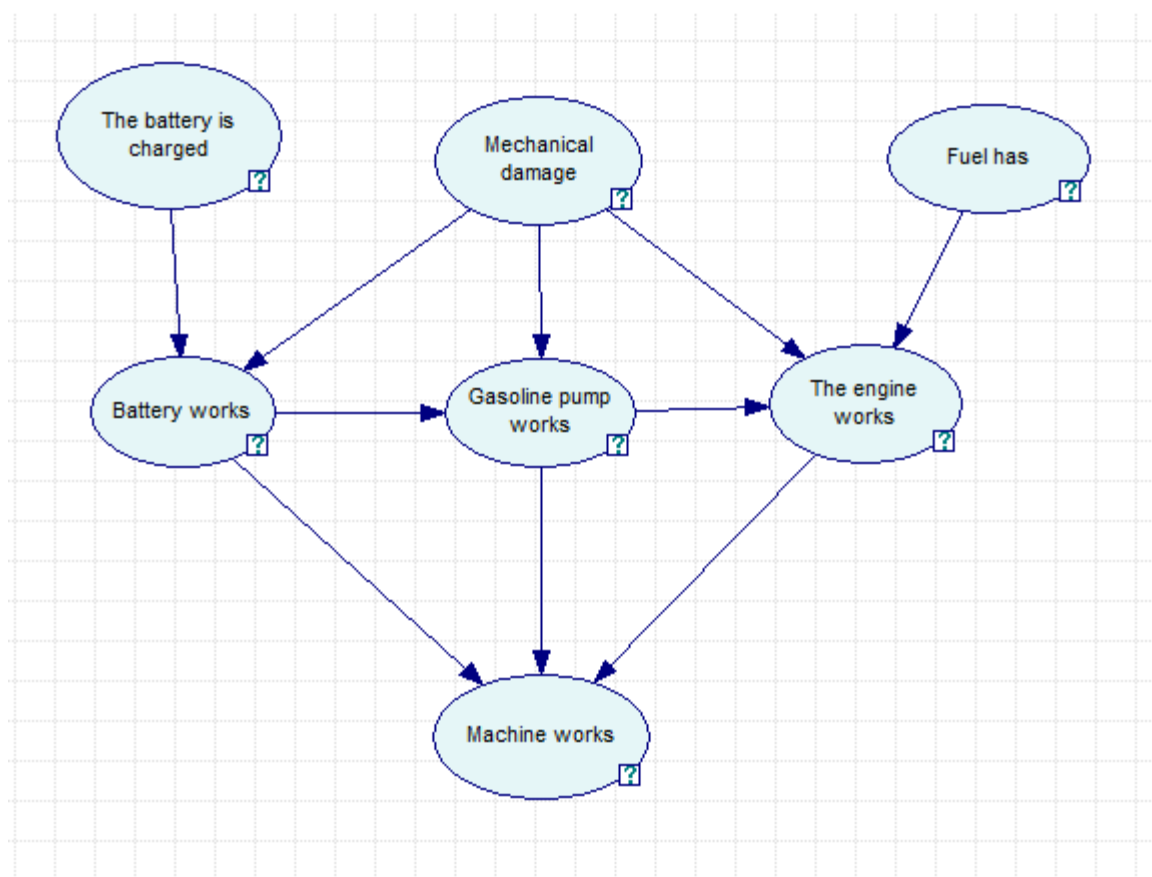 The battery is
charged
?
Mechanical
damage
?
Fuel has
?
Battery works
?
Gasoline pump
works
?
The engine
works
?
Machine works
?